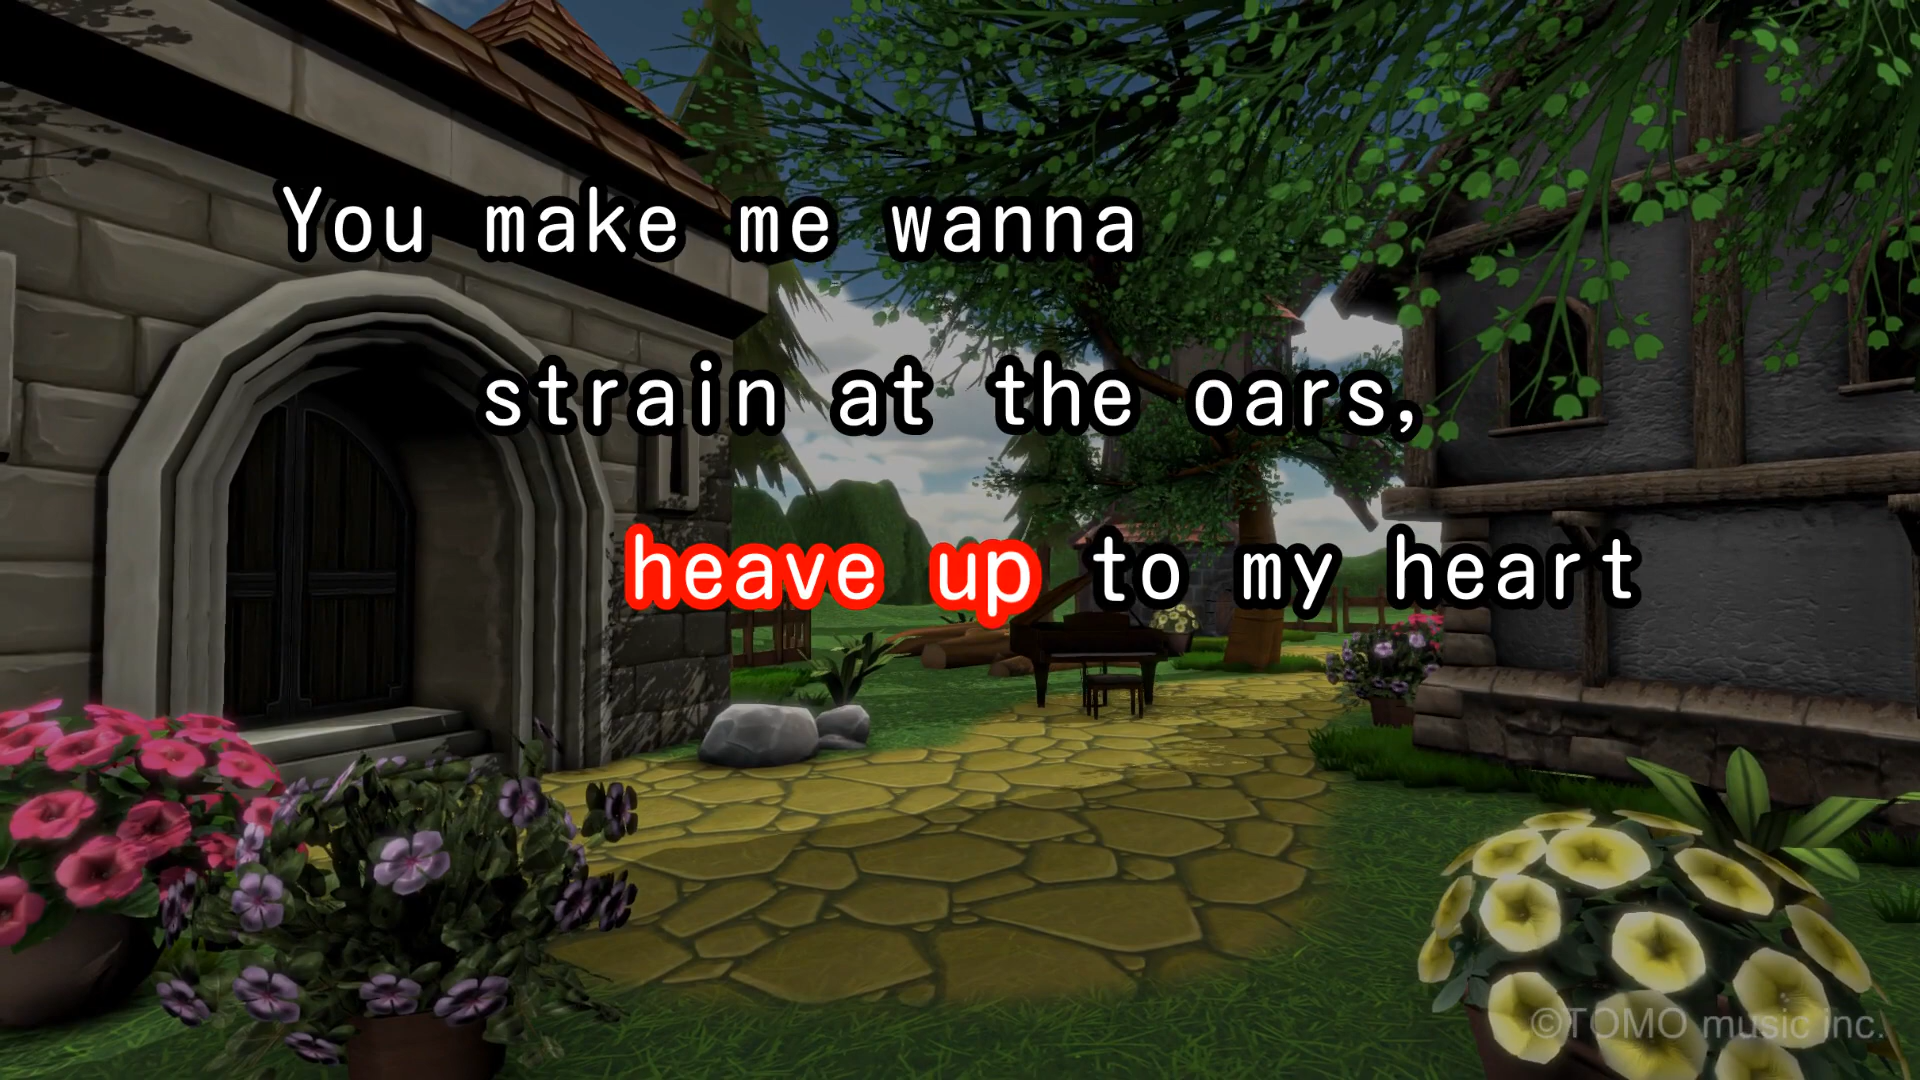 You make me wanna
strain at the oars,
heave up to my heart
©TOMO music inc.